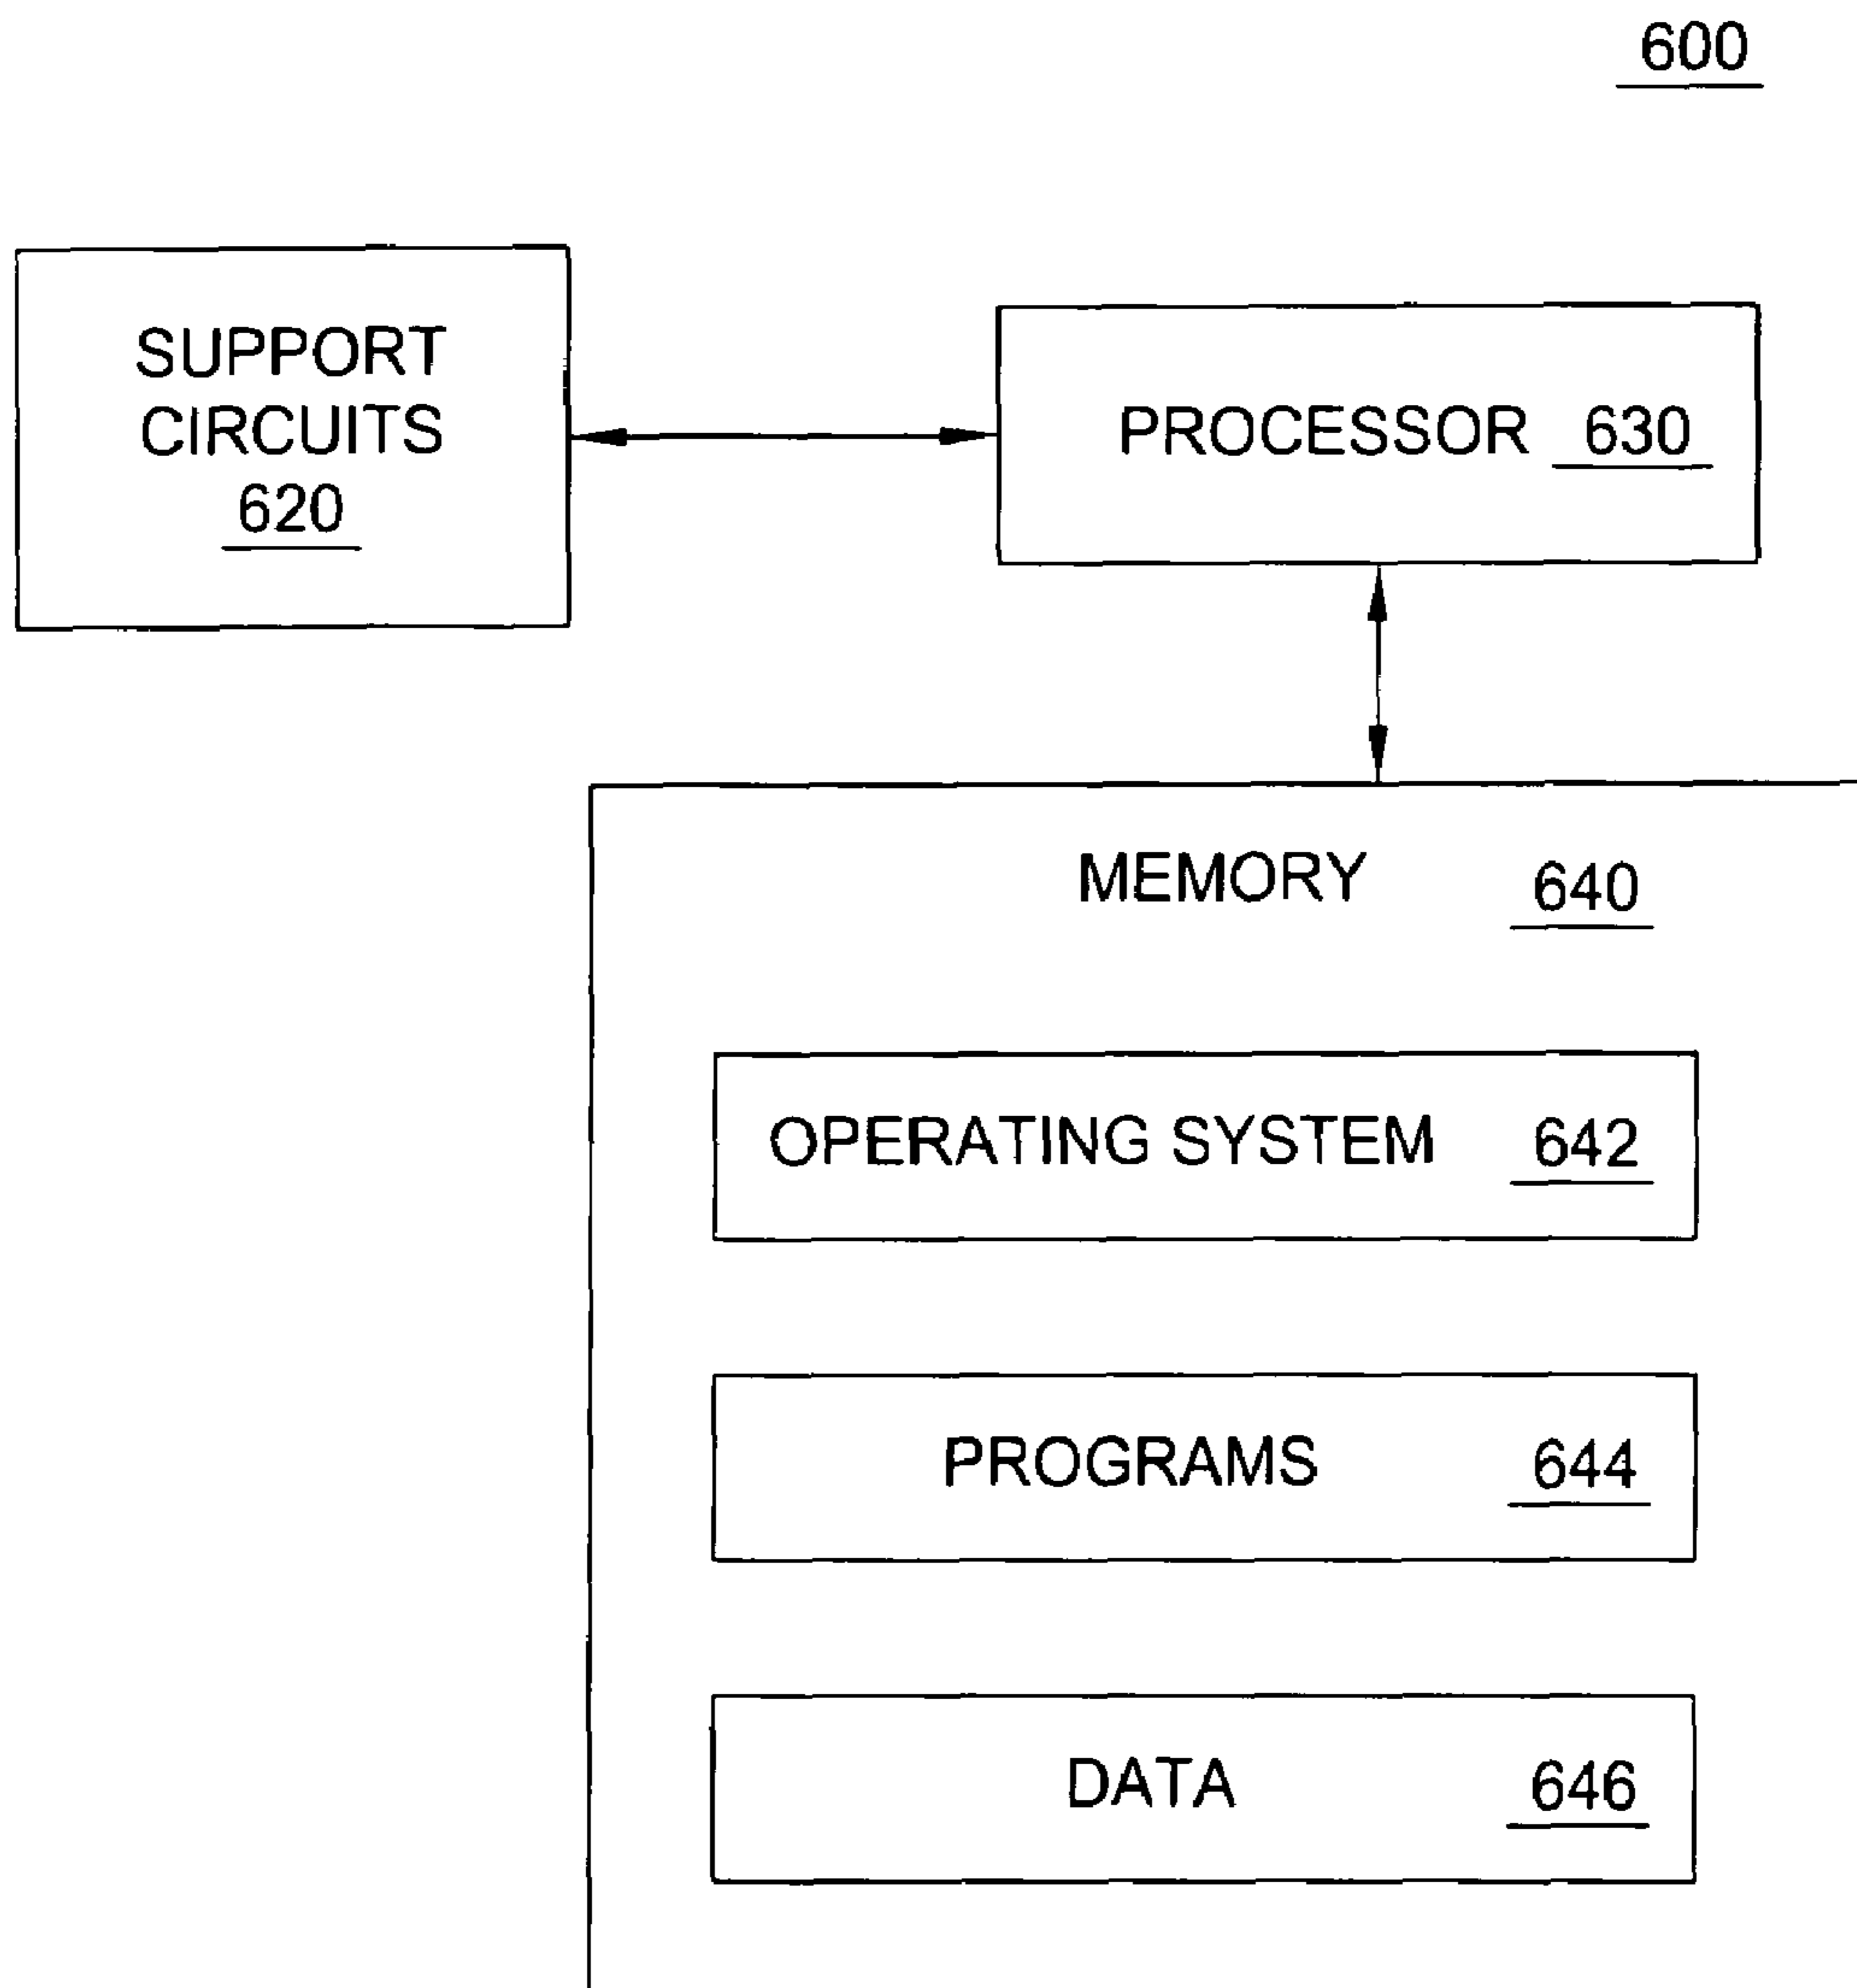 600
SUPPORT
CIRCUITS
620
PROCESSOR 630
MEMORY 640
OPERATING SYSTEM 642
PROGRAMS 644
DATA 646